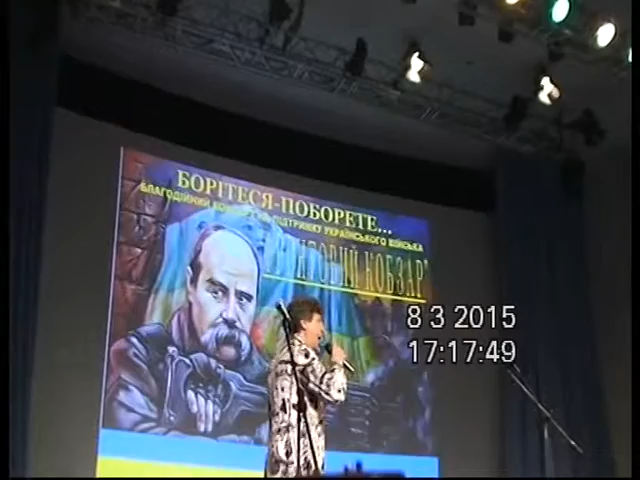 БОРІТЕСЯ-ПОБОРЕТЕ...
БЛАГОДІЙНИЙ КОНЦЕРТ НА ПІДТРИМКУ УКРАЇНСЬКОГО ВІЙСЬКА
КОБЗАР"
8 3 2015
17:17:49